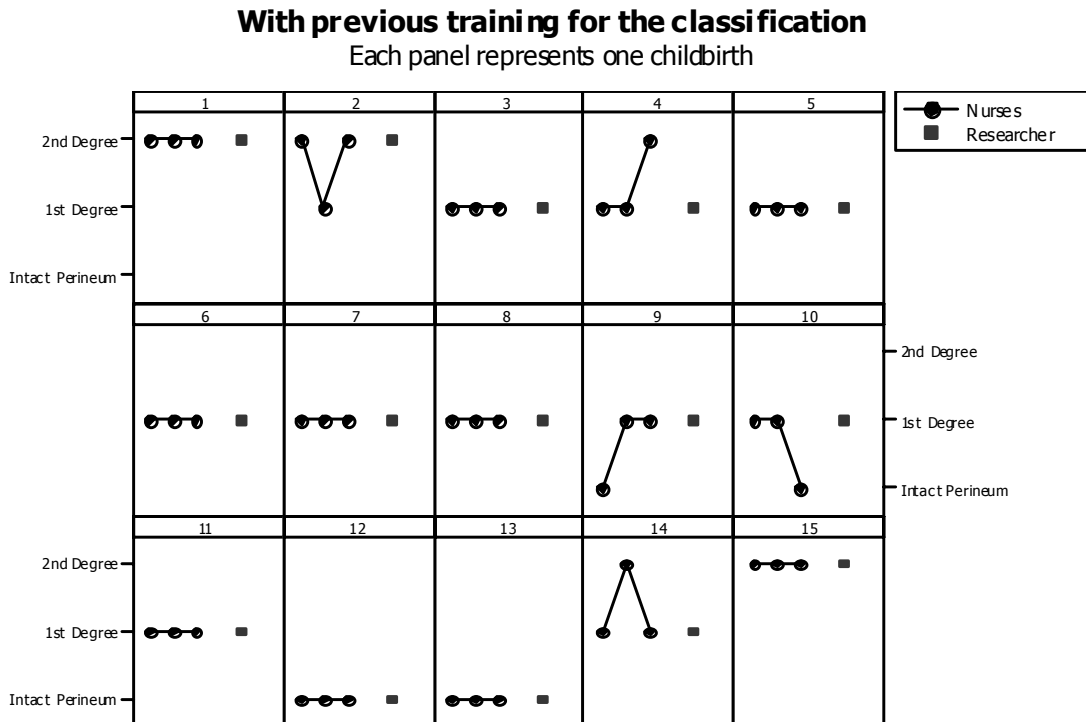 With previous training for the classification
Each panel represents one childbirth
1 2 3 4 5
Nurses
Researcher
2nd Degree
1st Degree
Intact Perineum
6 7 8 9 10
2nd Degree
1st Degree
Intact Perineum
11 12 13 14 15
2nd Degree
1st Degree
Intact Perineum